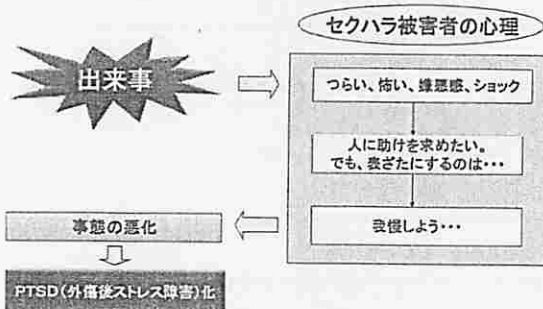 セクハラ被害者の心理
出来事
つらい、怖い、嫌悪感、ショック
人に助けを求めたい。
でも、表ざたにするのは・・・
我慢しよう・・・
事態の悪化
PTSD(外傷後ストレス障害)化